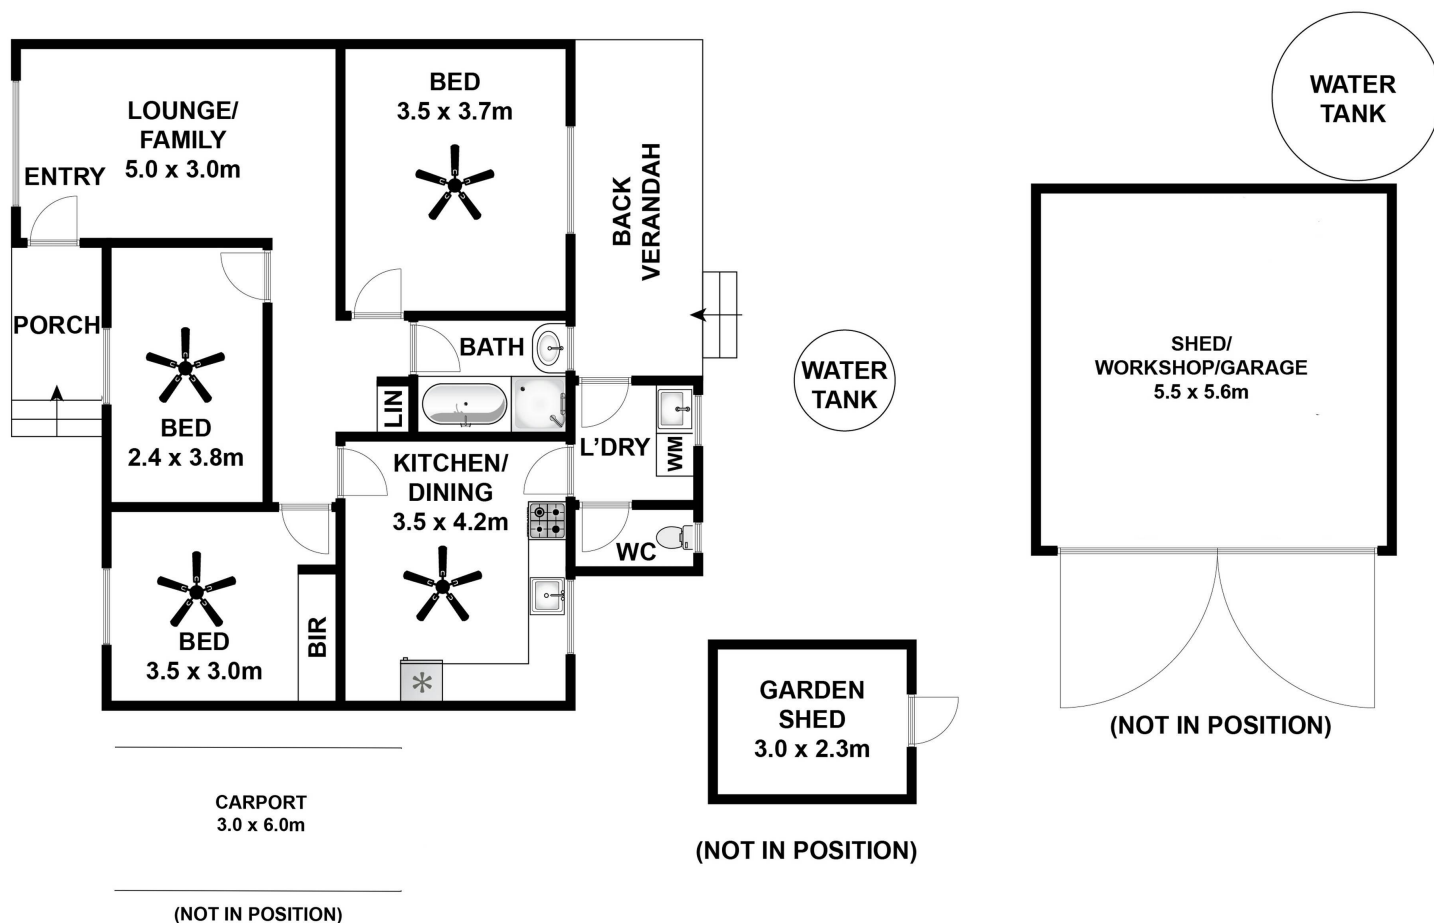 WATER
TANK
LOUNGE/
FAMILY
5.0 x 3.0m
ENTRY
BED
3.5 x 3.7m
BACK
VERANDAH
PORCH
BATH
LIN
BED
2.4 x 3.8m
KITCHEN/
DINING
3.5 x 4.2m
L'DRY
WM
WC
WATER
TANK
SHED/
WORKSHOP/GARAGE
5.5 x 5.6m
BED
3.5 x 3.0m
BIR
GARDEN
SHED
3.0 x 2.3m
(NOT IN POSITION)
(NOT IN POSITION)
CARPORT
3.0 x 6.0m
(NOT IN POSITION)